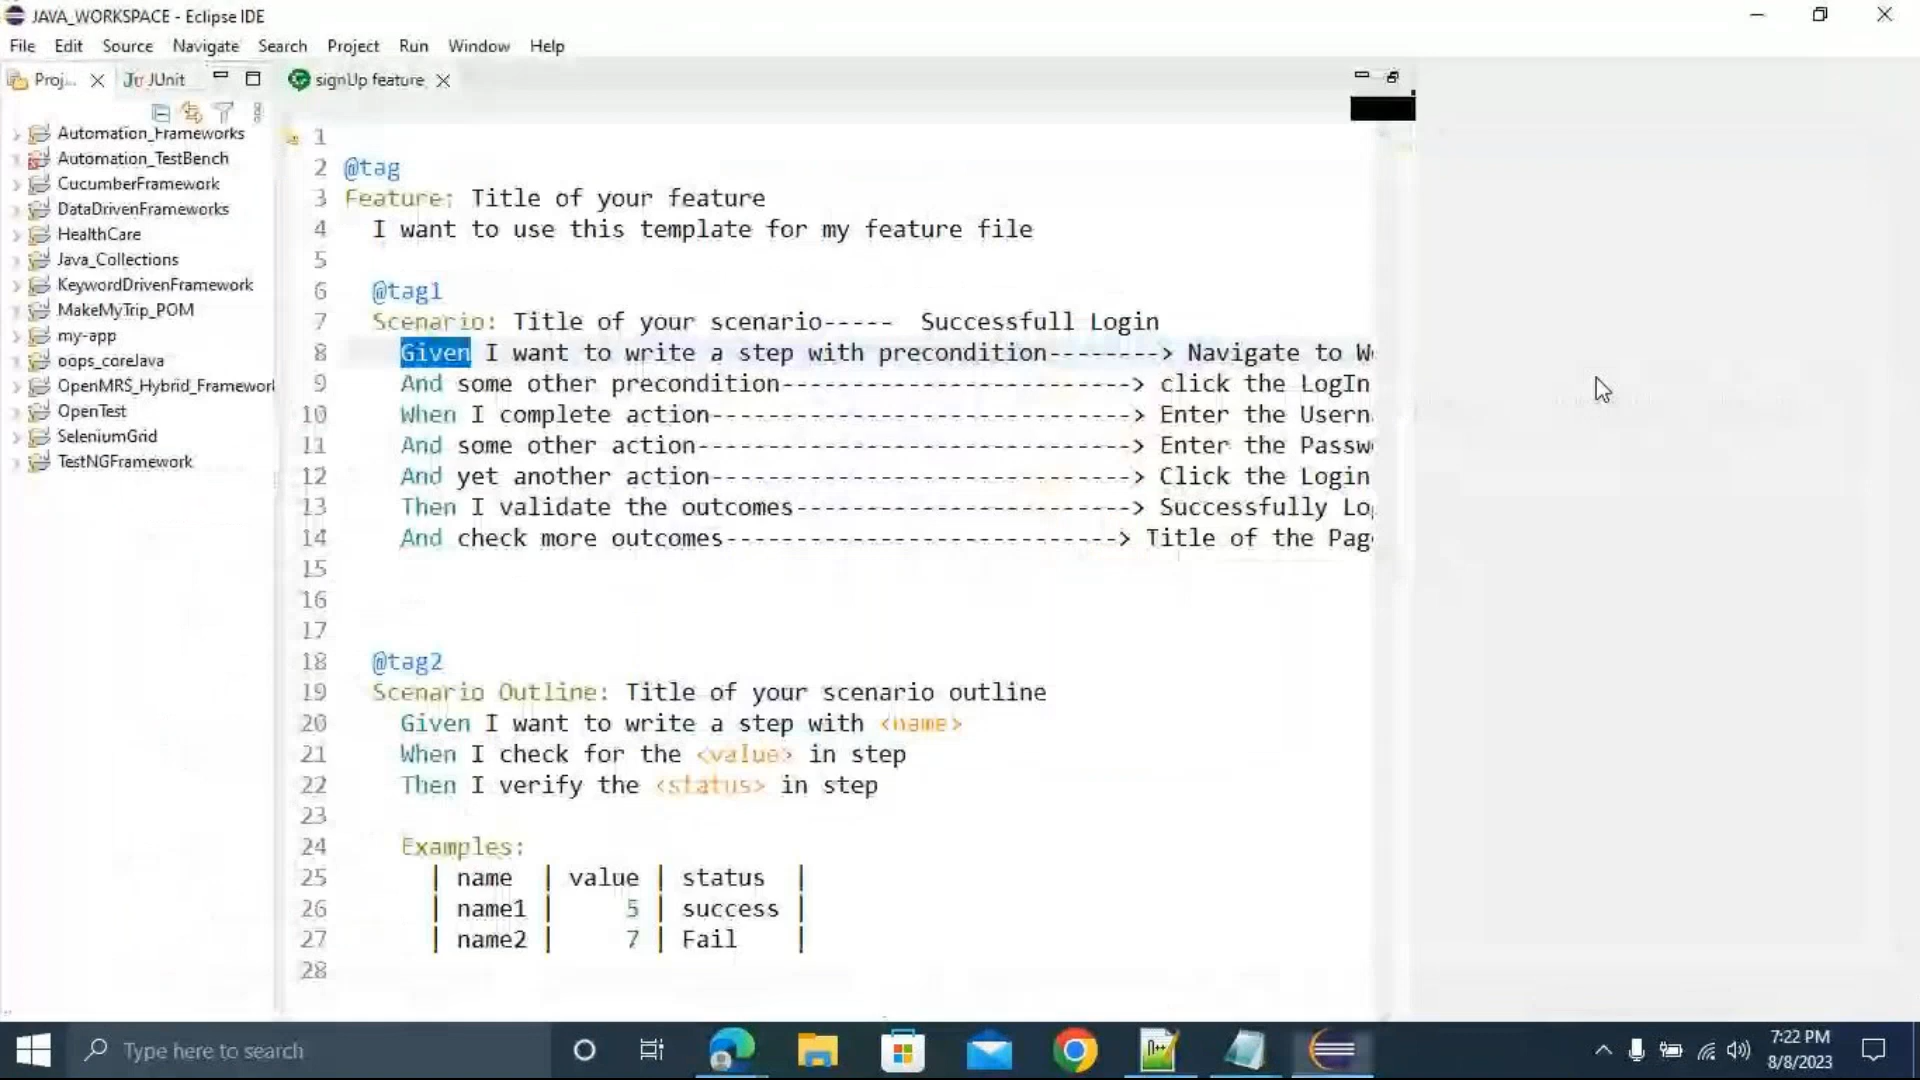 JAVA_WORKSPACE - Eclipse IDE
File Edit Source Navigate Search Project Run Window Help
Proj... JUnit signUp feature
Automation_Frameworks
Automation_TestBench
CucumberFramework
DataDrivenFrameworks
HealthCare
Java_Collections
KeywordDrivenFramework
MakeMyTrip_POM
my-app
oops_coreJava
OpenMRS_Hybrid_Framework
OpenTest
SeleniumGrid
TestNGFramework
1
2 @tag
3 Feature: Title of your feature
4 I want to use this template for my feature file
5
6 @tag1
7 Scenario: Title of your scenario----- Successfull Login
8 Given I want to write a step with precondition--------> Navigate to W
9 And some other precondition-------------------------> click the LogIn
10 When I complete action------------------------------> Enter the Usern
11 And some other action-------------------------------> Enter the Passw
12 And yet another action------------------------------> Click the Login
13 Then I validate the outcomes------------------------> Successfully Lo
14 And check more outcomes----------------------------> Title of the Pag
15
16
17
18 @tag2
19 Scenario Outline: Title of your scenario outline
20 Given I want to write a step with <name>
21 When I check for the <value> in step
22 Then I verify the <status> in step
23
24 Examples:
25 | name | value | status |
26 | name1 | 5 | success |
27 | name2 | 7 | Fail |
28
Type here to search
7:22 PM
8/8/2023